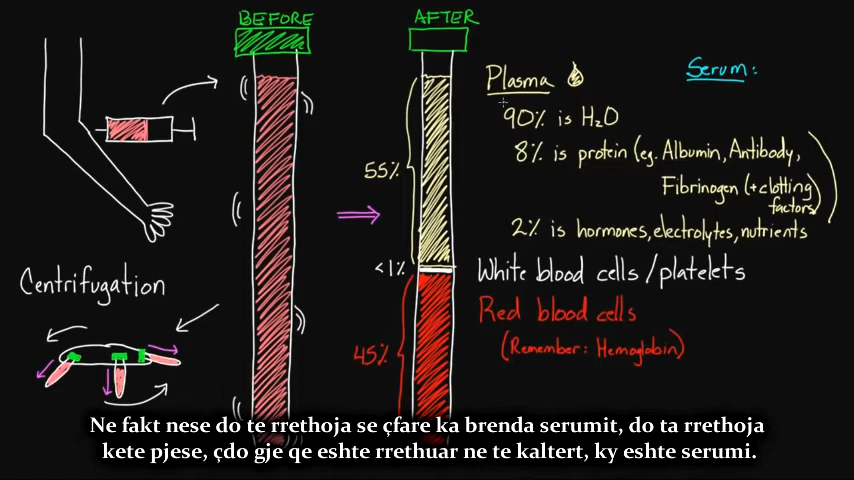 BEFORE
AFTER
Plasma
Serum:
90% is H₂O
8% is protein (eg. Albumin, Antibody,
Fibrinogen (+clotting
factors)
2% is hormones, electrolytes, nutrients
55%
<1%
White blood cells/platelets
Red blood cells
45%
(Remember: Hemoglobin)
Centrifugation
Ne fakt nese do te rrethoja se çfare ka brenda serumit, do ta rrethoja
kete pjese, çdo gje qe eshte rrethuar ne te kaltert, ky eshte serumi.